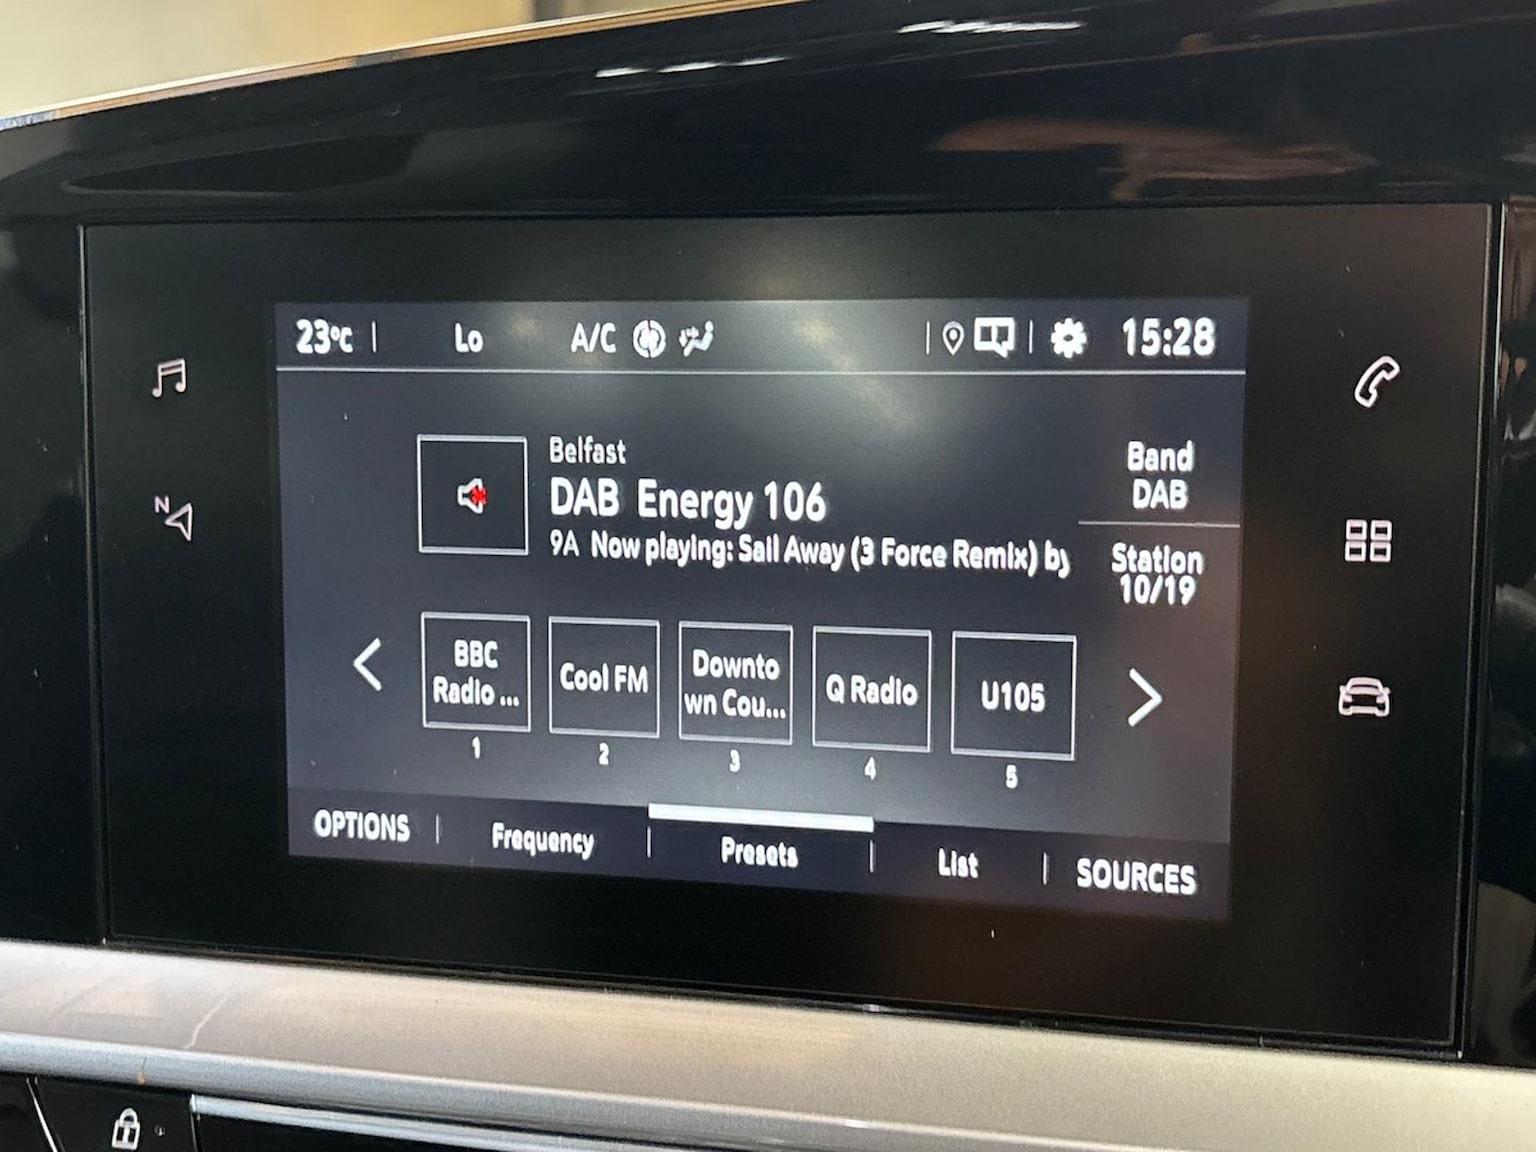 23°C Lo A/C 15:28
Belfast
DAB Energy 106
9A Now playing: Sail Away (3 Force Remix) by
Band
DAB
Station
10/19
N
BBC
Radio ...
1
Cool FM
2
Downto
wn Cou...
3
Q Radio
4
U105
5
OPTIONS Frequency Presets List SOURCES